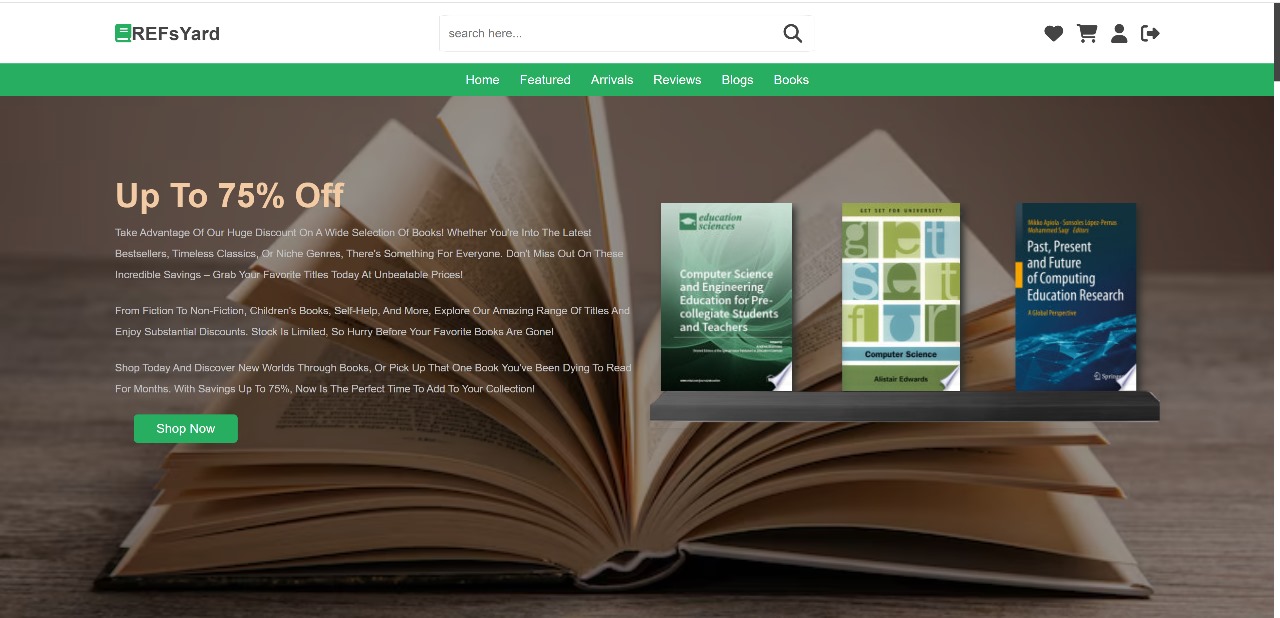 REFsYard
search here...
Home Featured Arrivals Reviews Blogs Books
Up To 75% Off
Take Advantage Of Our Huge Discount On A Wide Selection Of Books! Whether You're Into The Latest
Bestsellers, Timeless Classics, Or Niche Genres, There's Something For Everyone. Don't Miss Out On These
Incredible Savings – Grab Your Favorite Titles Today At Unbeatable Prices!
From Fiction To Non-Fiction, Children's Books, Self-Help, And More, Explore Our Amazing Range Of Titles And
Enjoy Substantial Discounts. Stock Is Limited, So Hurry Before Your Favorite Books Are Gone!
Shop Today And Discover New Worlds Through Books, Or Pick Up That One Book You've Been Dying To Read
For Months. With Savings Up To 75%, Now Is The Perfect Time To Add To Your Collection!
Shop Now
education
sciences
Computer Science
and Engineering
Education for Pre-
collegiate Students
and Teachers
GET SET FOR UNIVERSITY
get
set
for
Computer Science
Alistair Edwards
Mikko Apiola · Sonsoles López-Pernas
Mohammed Saqr Editors
Past, Present
and Future
of Computing
Education Research
A Global Perspective
Springer